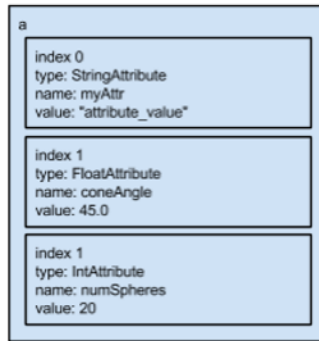 a
index 0
type: StringAttribute
name: myAttr
value: "attribute_value"
index 1
type: FloatAttribute
name: coneAngle
value: 45.0
index 1
type: IntAttribute
name: numSpheres
value: 20